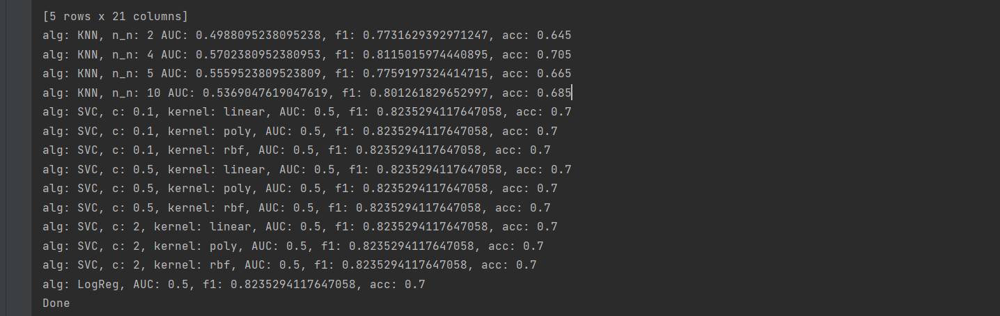 [5 rows x 21 columns]
alg: KNN, n_n: 2 AUC: 0.4988095238095238, f1: 0.7731629392971247, acc: 0.645
alg: KNN, n_n: 4 AUC: 0.5702380952380953, f1: 0.8115015974440895, acc: 0.705
alg: KNN, n_n: 5 AUC: 0.5559523809523809, f1: 0.7759197324414715, acc: 0.665
alg: KNN, n_n: 10 AUC: 0.5369047619047619, f1: 0.801261829652997, acc: 0.685
alg: SVC, c: 0.1, kernel: linear, AUC: 0.5, f1: 0.8235294117647058, acc: 0.7
alg: SVC, c: 0.1, kernel: poly, AUC: 0.5, f1: 0.8235294117647058, acc: 0.7
alg: SVC, c: 0.1, kernel: rbf, AUC: 0.5, f1: 0.8235294117647058, acc: 0.7
alg: SVC, c: 0.5, kernel: linear, AUC: 0.5, f1: 0.8235294117647058, acc: 0.7
alg: SVC, c: 0.5, kernel: poly, AUC: 0.5, f1: 0.8235294117647058, acc: 0.7
alg: SVC, c: 0.5, kernel: rbf, AUC: 0.5, f1: 0.8235294117647058, acc: 0.7
alg: SVC, c: 2, kernel: linear, AUC: 0.5, f1: 0.8235294117647058, acc: 0.7
alg: SVC, c: 2, kernel: poly, AUC: 0.5, f1: 0.8235294117647058, acc: 0.7
alg: SVC, c: 2, kernel: rbf, AUC: 0.5, f1: 0.8235294117647058, acc: 0.7
alg: LogReg, AUC: 0.5, f1: 0.8235294117647058, acc: 0.7
Done